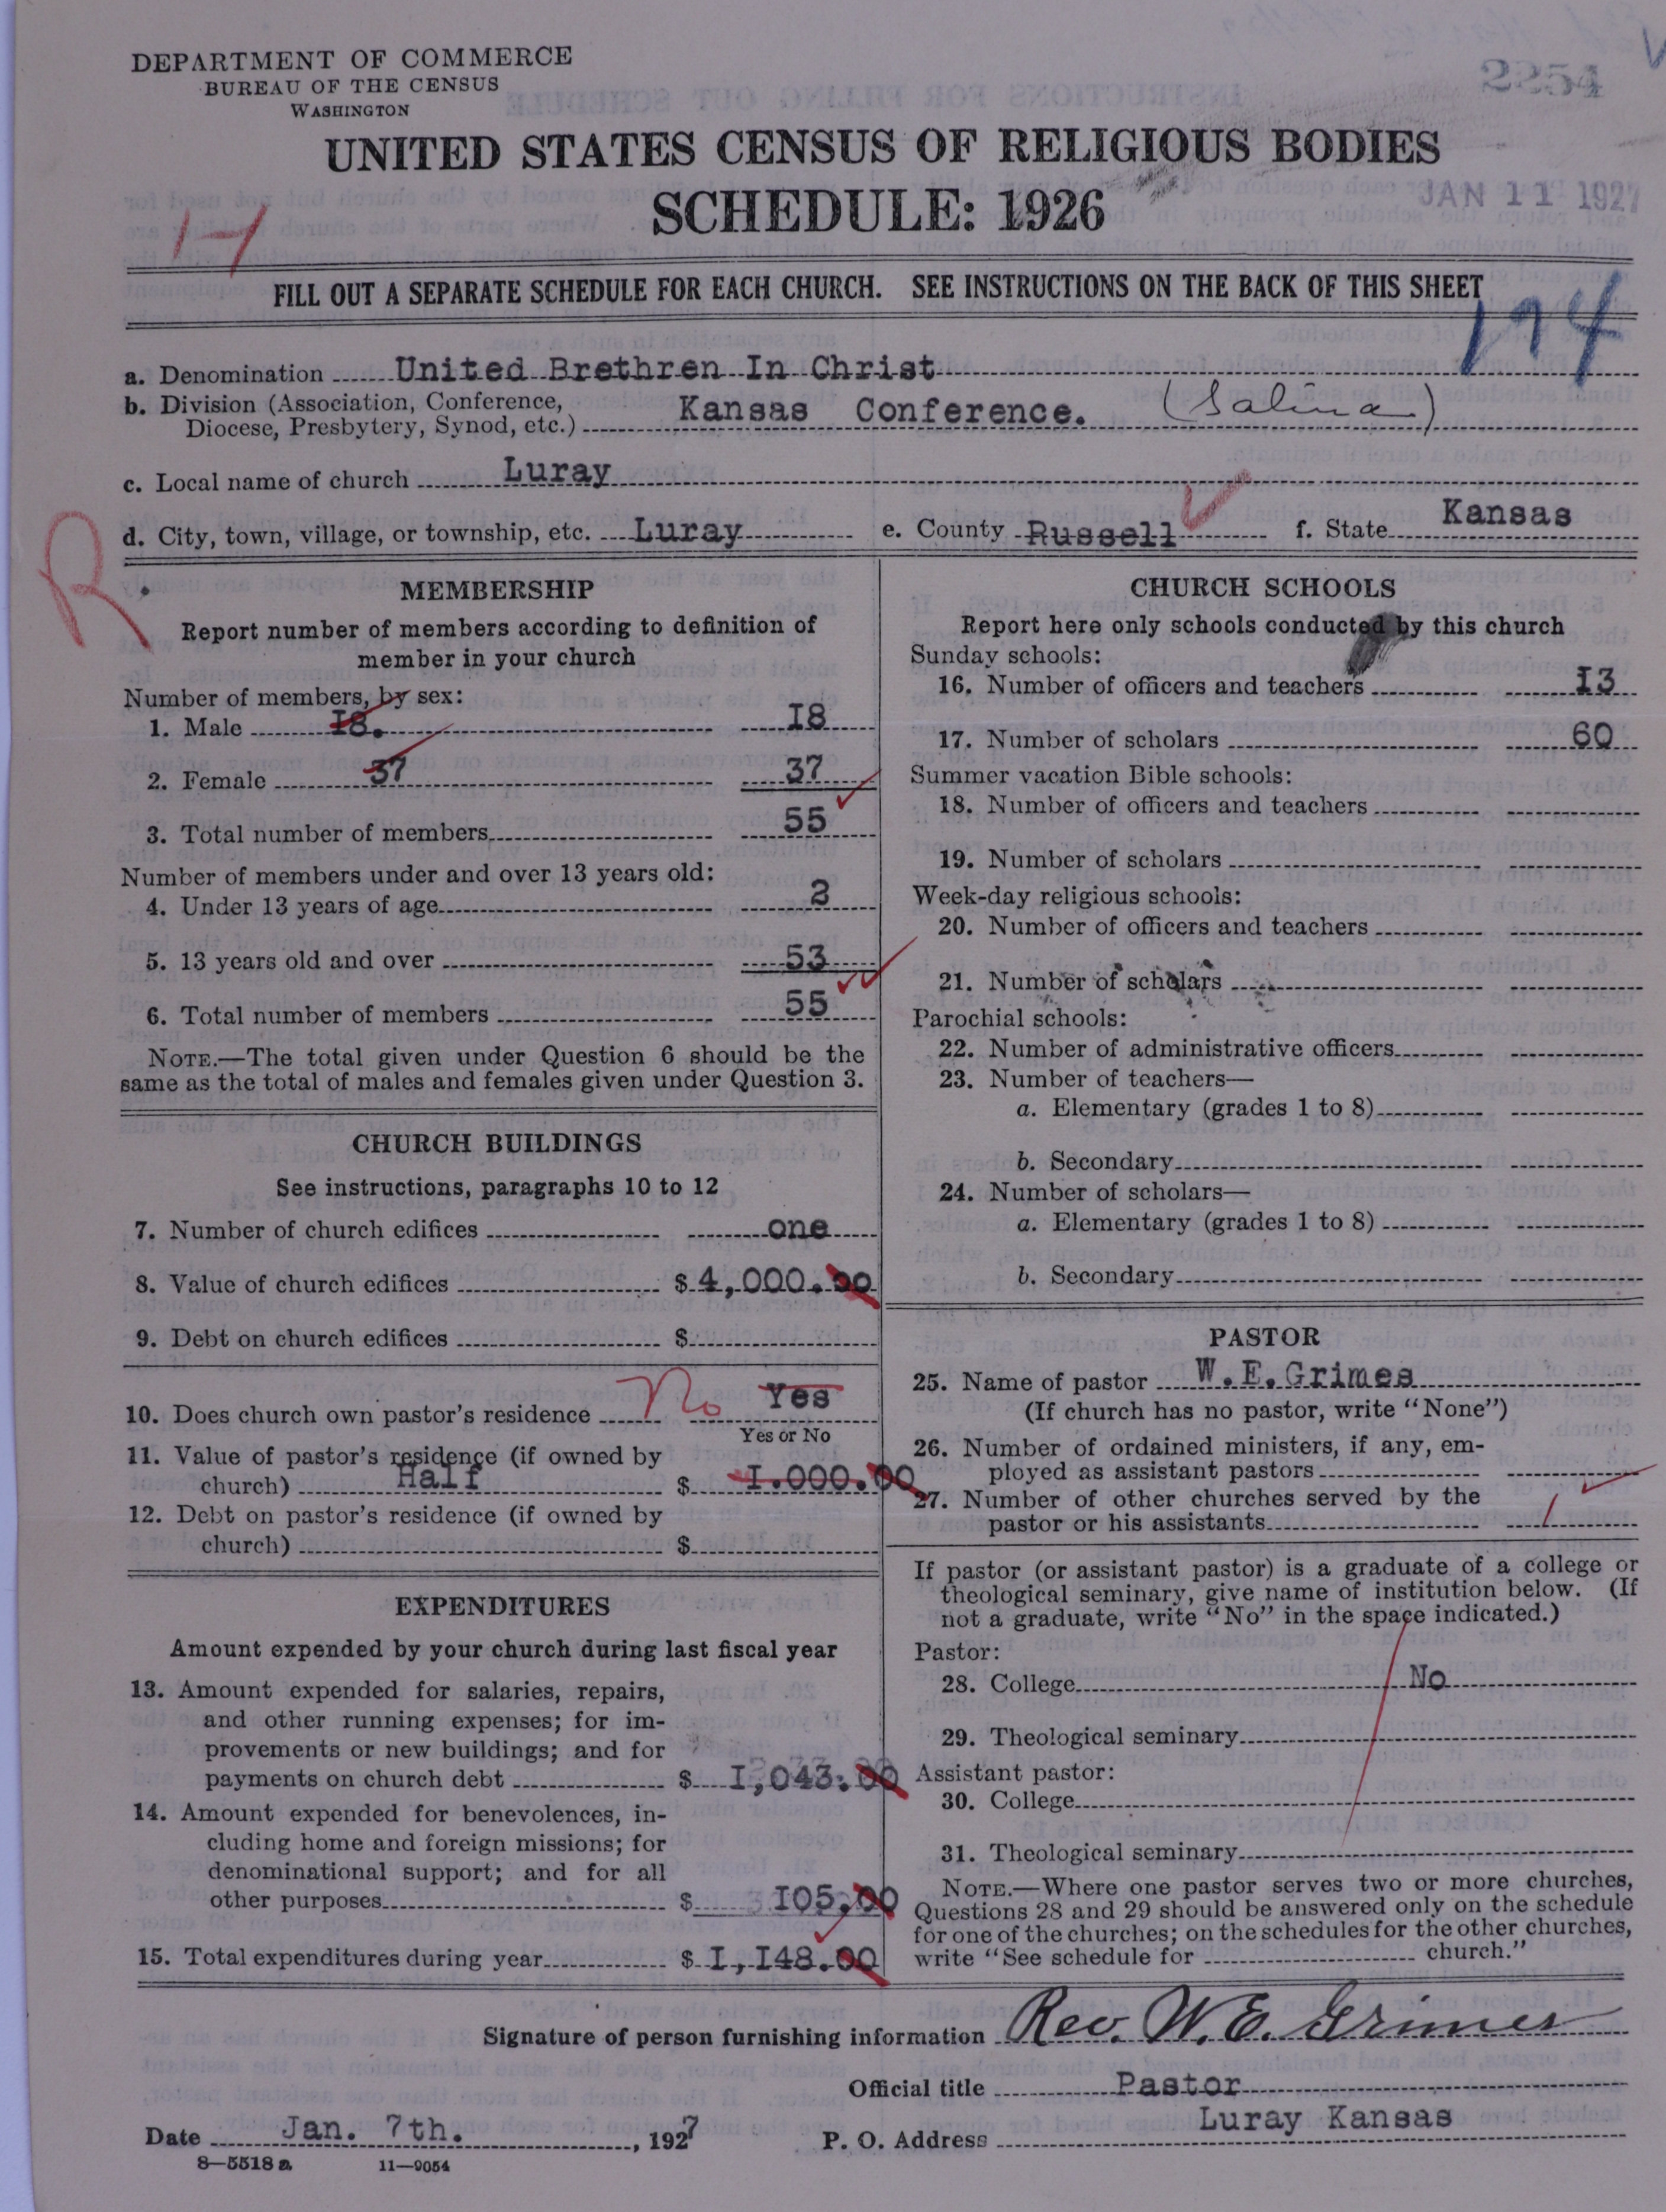 DEPARTMENT OF COMMERCE
BUREAU OF THE CENSUS
WASHINGTON
2254
UNITED STATES CENSUS OF RELIGIOUS BODIES
SCHEDULE: 1926
JAN 11 1927
FILL OUT A SEPARATE SCHEDULE FOR EACH CHURCH. SEE INSTRUCTIONS ON THE BACK OF THIS SHEET
174
a. Denomination United Brethren In Christ
b. Division (Association, Conference, Diocese, Presbytery, Synod, etc.) Kansas Conference. (Salina)
c. Local name of church Luray
d. City, town, village, or township, etc. Luray e. County Russell f. State Kansas
R
MEMBERSHIP
Report number of members according to definition of
member in your church
Number of members, by sex:
1. Male I8. I8
2. Female 37 37
3. Total number of members 55
Number of members under and over 13 years old:
4. Under 13 years of age 2
5. 13 years old and over 53
6. Total number of members 55
NOTE.—The total given under Question 6 should be the
same as the total of males and females given under Question 3.
CHURCH BUILDINGS
See instructions, paragraphs 10 to 12
7. Number of church edifices one
8. Value of church edifices $ 4,000.00
9. Debt on church edifices $
10. Does church own pastor's residence No Yes
Yes or No
11. Value of pastor's residence (if owned by
church) Half $ I.000.00
12. Debt on pastor's residence (if owned by
church) $
EXPENDITURES
Amount expended by your church during last fiscal year
13. Amount expended for salaries, repairs,
and other running expenses; for im-
provements or new buildings; and for
payments on church debt $ I,043.00
14. Amount expended for benevolences, in-
cluding home and foreign missions; for
denominational support; and for all
other purposes $ I05.00
15. Total expenditures during year $ I,I48.00
CHURCH SCHOOLS
Report here only schools conducted by this church
Sunday schools:
16. Number of officers and teachers I3
17. Number of scholars 60
Summer vacation Bible schools:
18. Number of officers and teachers
19. Number of scholars
Week-day religious schools:
20. Number of officers and teachers
21. Number of scholars
Parochial schools:
22. Number of administrative officers
23. Number of teachers—
a. Elementary (grades 1 to 8)
b. Secondary
24. Number of scholars—
a. Elementary (grades 1 to 8)
b. Secondary
PASTOR
25. Name of pastor W.E.Grimes
(If church has no pastor, write "None")
26. Number of ordained ministers, if any, em-
ployed as assistant pastors
27. Number of other churches served by the
pastor or his assistants 1
If pastor (or assistant pastor) is a graduate of a college or
theological seminary, give name of institution below. (If
not a graduate, write "No" in the space indicated.)
Pastor:
28. College No
29. Theological seminary
Assistant pastor:
30. College
31. Theological seminary
NOTE.—Where one pastor serves two or more churches,
Questions 28 and 29 should be answered only on the schedule
for one of the churches; on the schedules for the other churches,
write "See schedule for church."
Signature of person furnishing information Rev. W. E. Grimes
Official title Pastor
Date Jan. 7th. , 1927 P. O. Address Luray Kansas
8—5518 a 11—9054